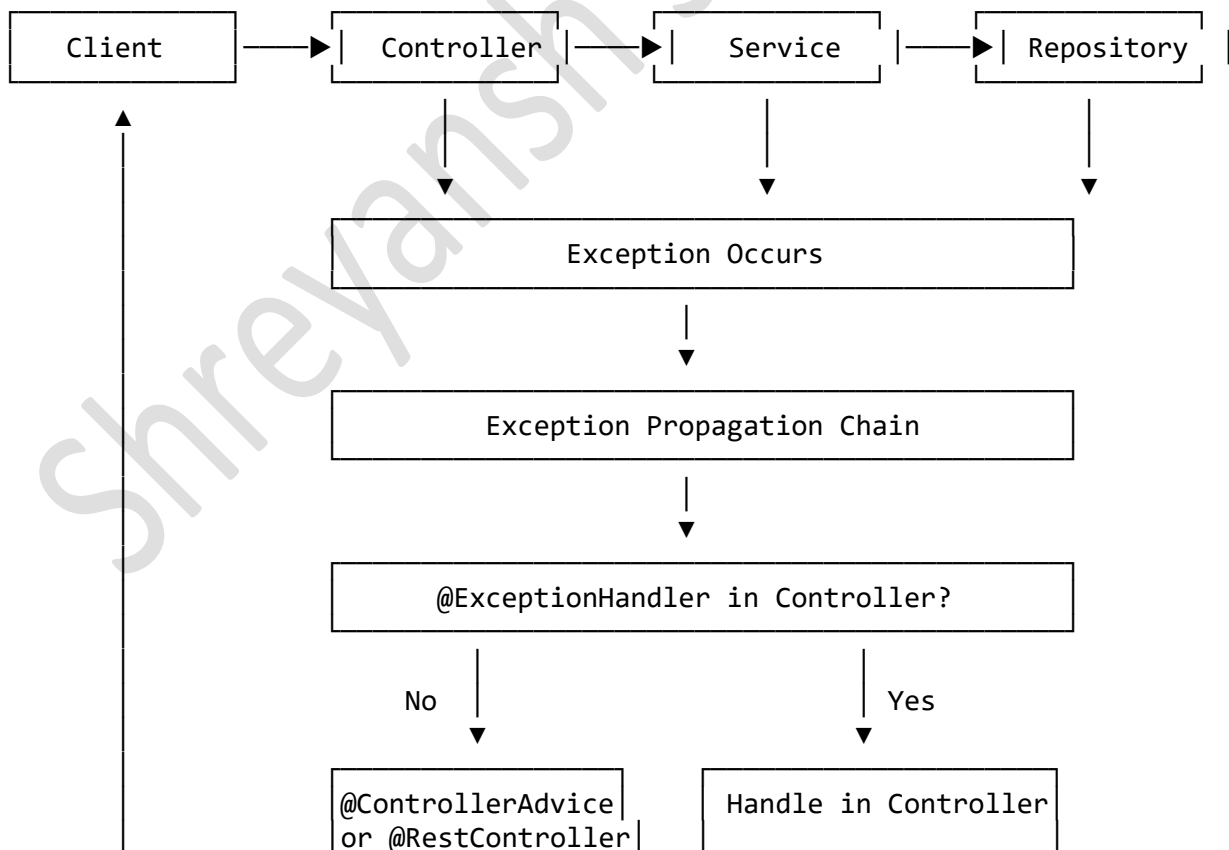 Client Controller Service Repository
Exception Occurs
Exception Propagation Chain
@ExceptionHandler in Controller?
No Yes
@ControllerAdvice Handle in Controller
or @RestController
Shreyansh